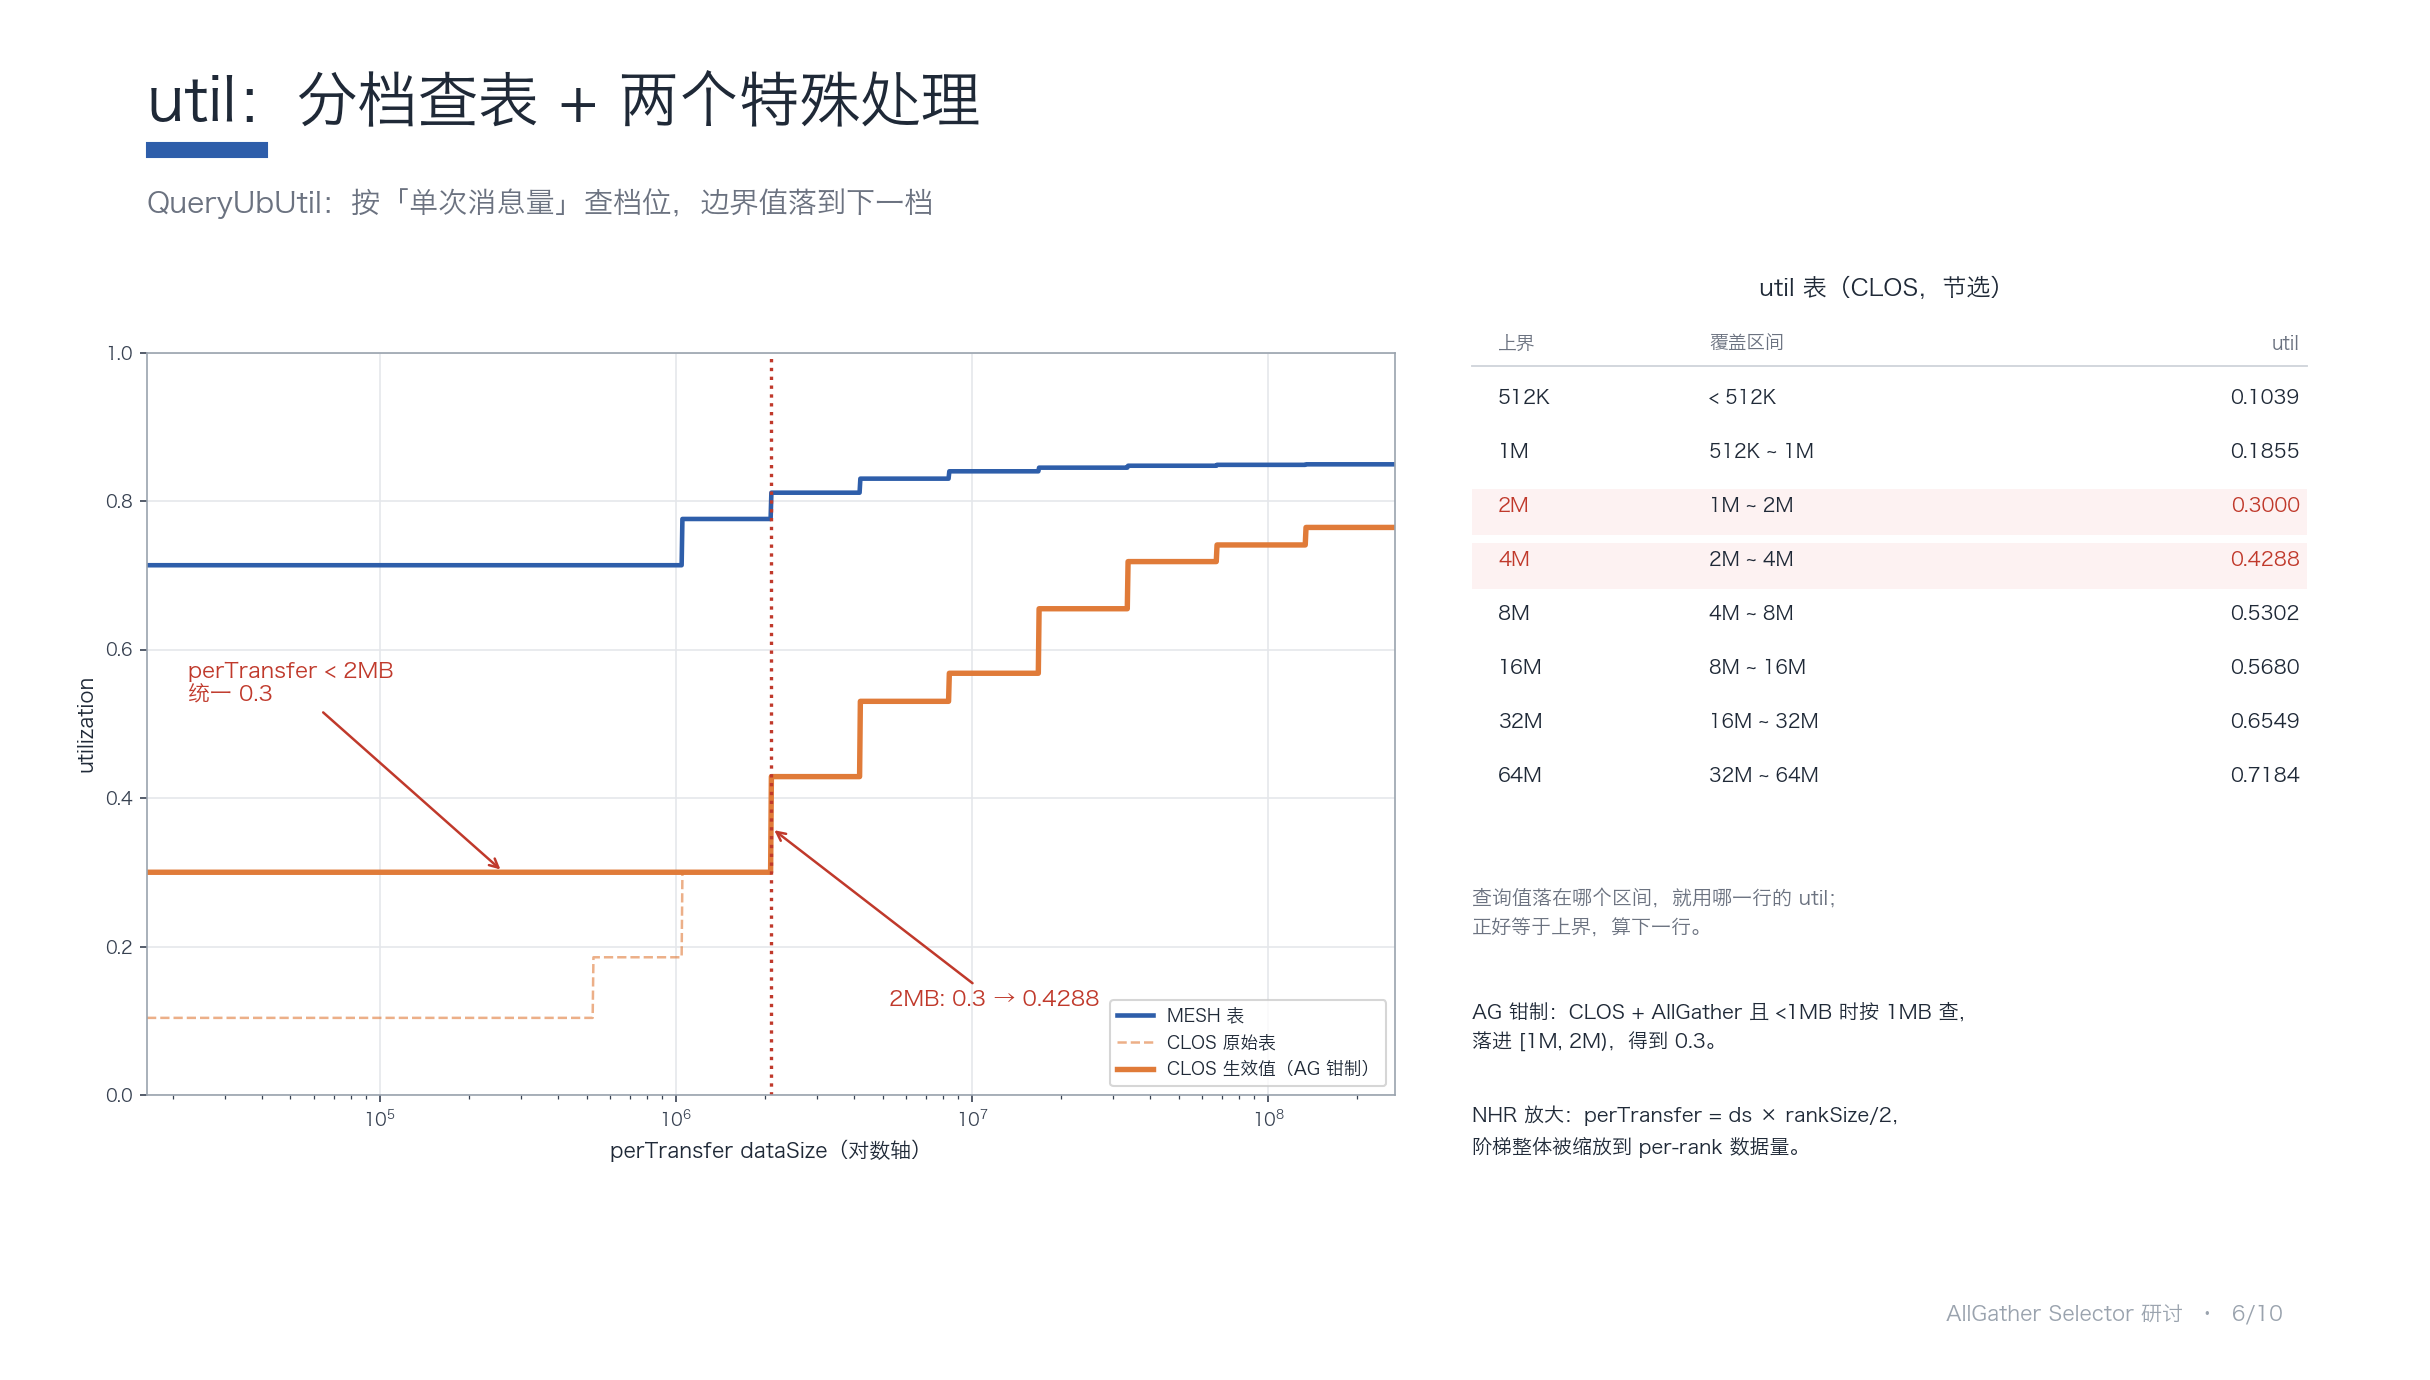 util：分档查表 + 两个特殊处理
QueryUbUtil：按「单次消息量」查档位，边界值落到下一档
1.0
0.8
0.6
0.4
0.2
0.0
utilization
perTransfer < 2MB
统一 0.3
2MB: 0.3 → 0.4288
MESH 表
CLOS 原始表
CLOS 生效值（AG 钳制）
10⁵ 10⁶ 10⁷ 10⁸
perTransfer dataSize（对数轴）
util 表（CLOS，节选）
上界 覆盖区间 util
512K < 512K 0.1039
1M 512K ~ 1M 0.1855
2M 1M ~ 2M 0.3000
4M 2M ~ 4M 0.4288
8M 4M ~ 8M 0.5302
16M 8M ~ 16M 0.5680
32M 16M ~ 32M 0.6549
64M 32M ~ 64M 0.7184
查询值落在哪个区间，就用哪一行的 util；
正好等于上界，算下一行。
AG 钳制：CLOS + AllGather 且 <1MB 时按 1MB 查，
落进 [1M, 2M)，得到 0.3。
NHR 放大：perTransfer = ds × rankSize/2，
阶梯整体被缩放到 per-rank 数据量。
AllGather Selector 研讨 · 6/10